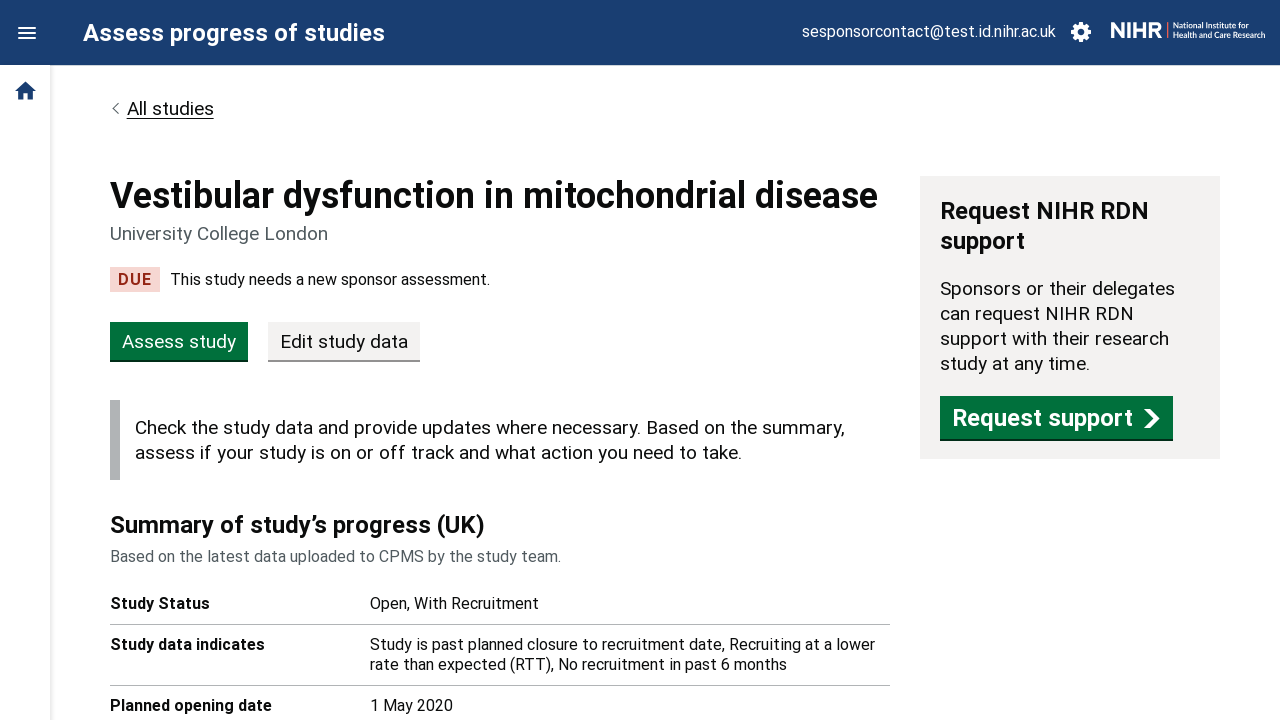 Assess progress of studies
sesponsorcontact@test.id.nihr.ac.uk
NIHR
National Institute for
Health and Care Research
All studies
Vestibular dysfunction in mitochondrial disease
University College London
DUE This study needs a new sponsor assessment.
Assess study Edit study data
Check the study data and provide updates where necessary. Based on the summary,
assess if your study is on or off track and what action you need to take.
Summary of study’s progress (UK)
Based on the latest data uploaded to CPMS by the study team.
Study Status Open, With Recruitment
Study data indicates Study is past planned closure to recruitment date, Recruiting at a lower
rate than expected (RTT), No recruitment in past 6 months
Planned opening date 1 May 2020
Request NIHR RDN
support
Sponsors or their delegates
can request NIHR RDN
support with their research
study at any time.
Request support